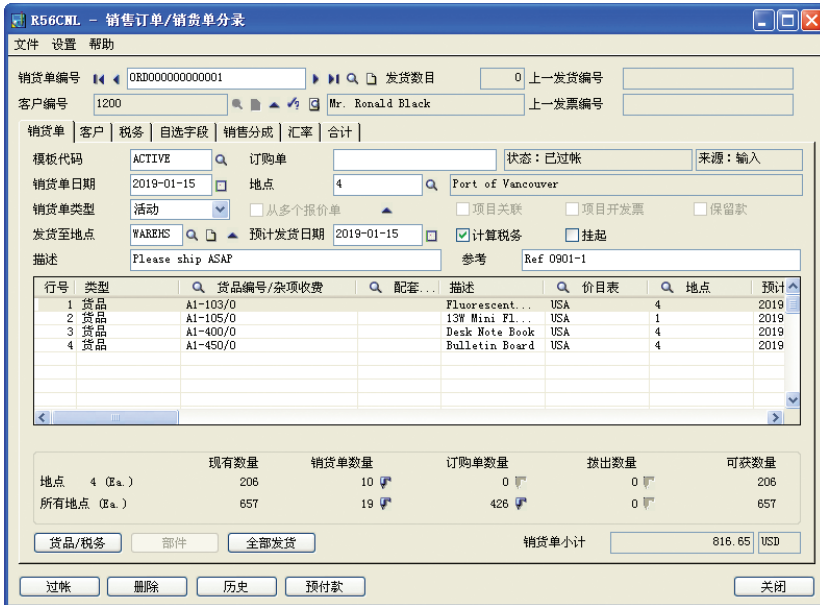 R56CNL - 销售订单/销货单分录
文件 设置 帮助
销货单编号 ORD000000000001 发货数目 0 上一发货编号
客户编号 1200 Mr. Ronald Black 上一发票编号
销货单 客户 税务 自选字段 销售分成 汇率 合计
模板代码 ACTIVE 订购单 状态：已过帐 来源：输入
销货单日期 2019-01-15 地点 4 Port of Vancouver
销货单类型 活动 从多个报价单 项目关联 项目开发票 保留款
发货至地点 WAREHS 预计发货日期 2019-01-15 计算税务 挂起
描述 Please ship ASAP 参考 Ref 0901-1
行号 类型 货品编号/杂项收费 配套... 描述 价目表 地点 预计
1 货品 A1-103/0 Fluorescent... USA 4 2019
2 货品 A1-105/0 13W Mini Fl... USA 1 2019
3 货品 A1-400/0 Desk Note Book USA 4 2019
4 货品 A1-450/0 Bulletin Board USA 4 2019
现有数量 销货单数量 订购单数量 拨出数量 可获数量
地点 4 (Ea.) 206 10 0 0 206
所有地点 (Ea.) 657 19 426 0 657
货品/税务 部件 全部发货 销货单小计 816.65 USD
过帐 删除 历史 预付款 关闭